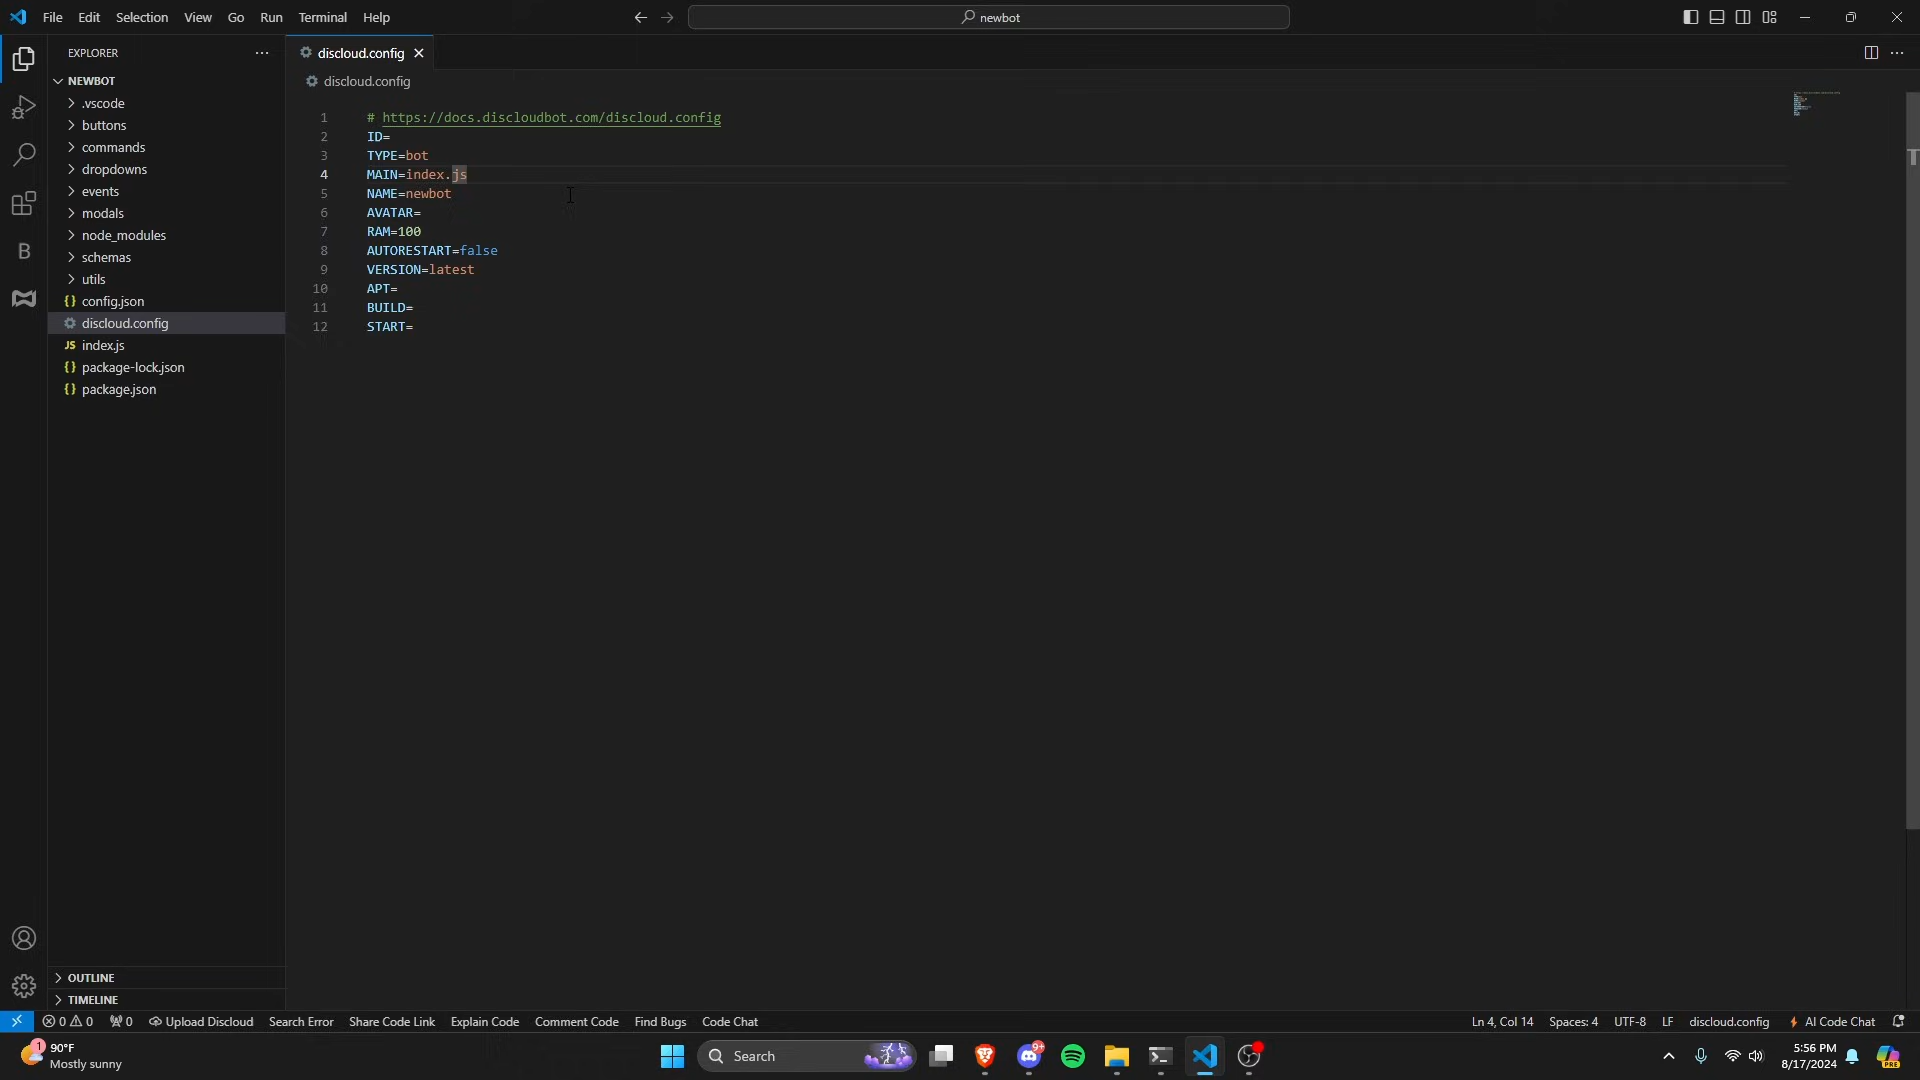 File Edit Selection View Go Run Terminal Help
newbot
EXPLORER
discloud.config
NEWBOT
discloud.config
.vscode
buttons
commands
dropdowns
events
modals
node_modules
schemas
utils
config.json
discloud.config
index.js
package-lock.json
package.json
1 # https://docs.discloudbot.com/discloud.config
2 ID=
3 TYPE=bot
4 MAIN=index.js
5 NAME=newbot
6 AVATAR=
7 RAM=100
8 AUTORESTART=false
9 VERSION=latest
10 APT=
11 BUILD=
12 START=
OUTLINE
TIMELINE
0 0 0 Upload Discloud Search Error Share Code Link Explain Code Comment Code Find Bugs Code Chat Ln 4, Col 14 Spaces: 4 UTF-8 LF discloud.config AI Code Chat
1
90°F
Mostly sunny
Search
9+
5:56 PM
8/17/2024
PRE